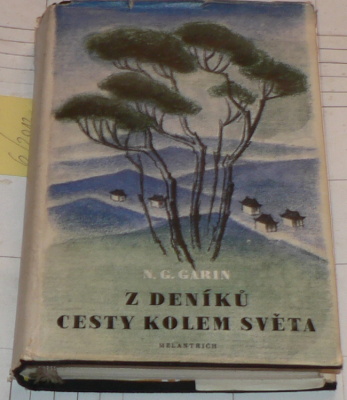 N. G. GARIN
Z DENÍKŮ
CESTY KOLEM SVĚTA
MELANTRICH